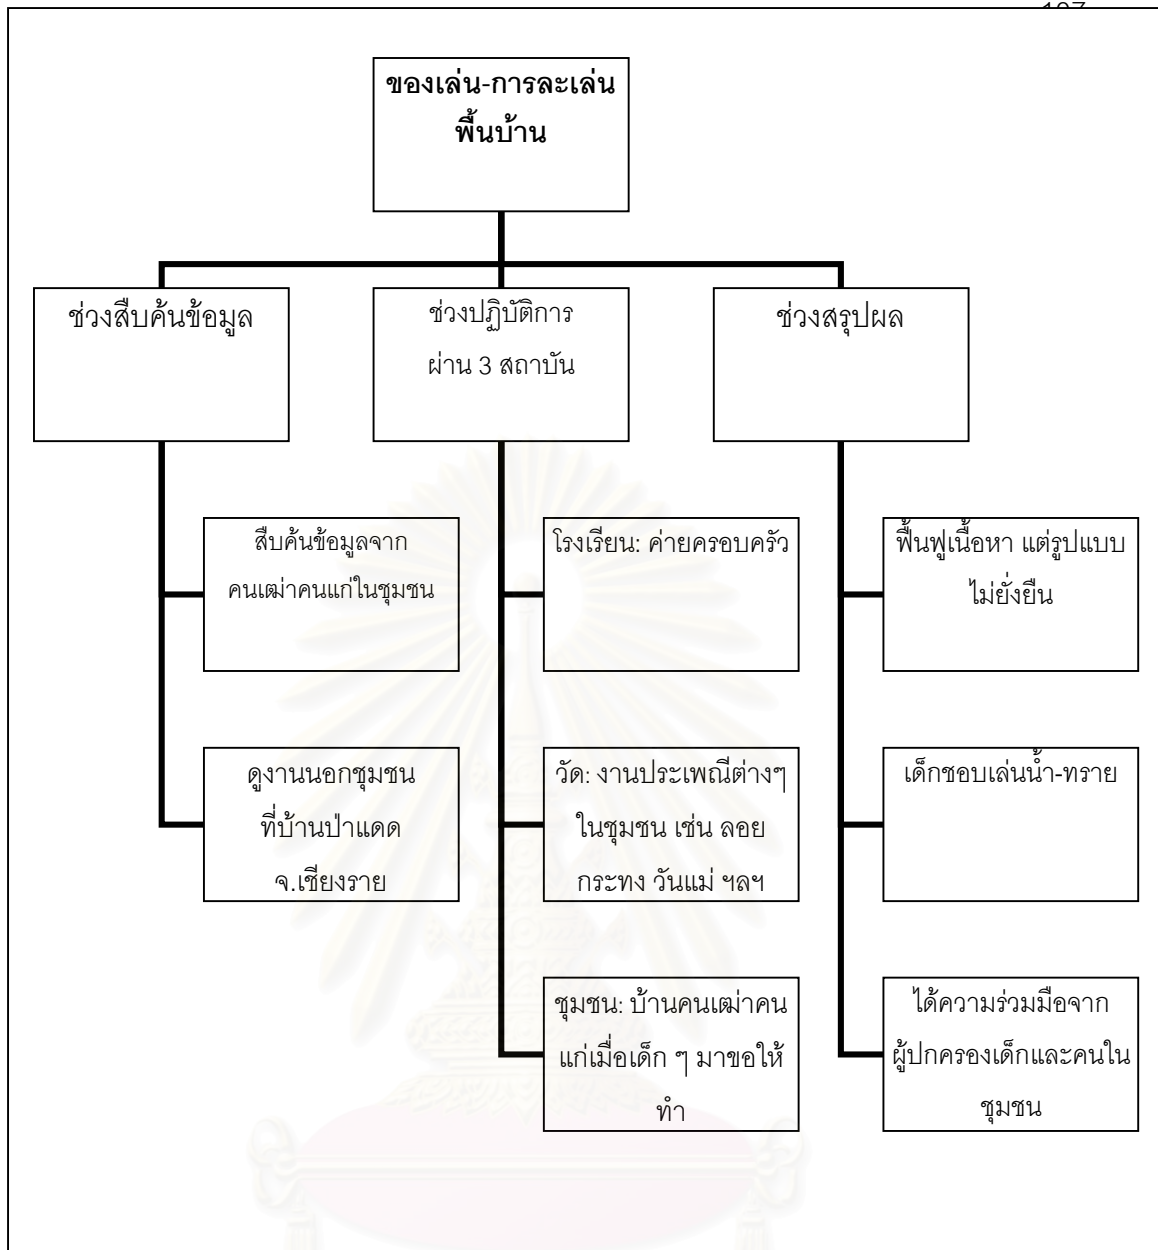 ของเล่น-การละเล่น
พื้นบ้าน
ช่วงสืบค้นข้อมูล
ช่วงปฏิบัติการ
ผ่าน 3 สถาบัน
ช่วงสรุปผล
สืบค้นข้อมูลจาก
คนเฒ่าคนแก่ในชุมชน
โรงเรียน: ค่ายครอบครัว
ฟื้นฟูเนื้อหา แต่รูปแบบ
ไม่ยั่งยืน
ดูงานนอกชุมชน
ที่บ้านป่าแดด
จ.เชียงราย
วัด: งานประเพณีต่างๆ
ในชุมชน เช่น ลอย
กระทง วันแม่ ฯลฯ
เด็กชอบเล่นน้ำ-ทราย
ชุมชน: บ้านคนเฒ่าคน
แก่เมื่อเด็ก ๆ มาขอให้
ทำ
ได้ความร่วมมือจาก
ผู้ปกครองเด็กและคนใน
ชุมชน